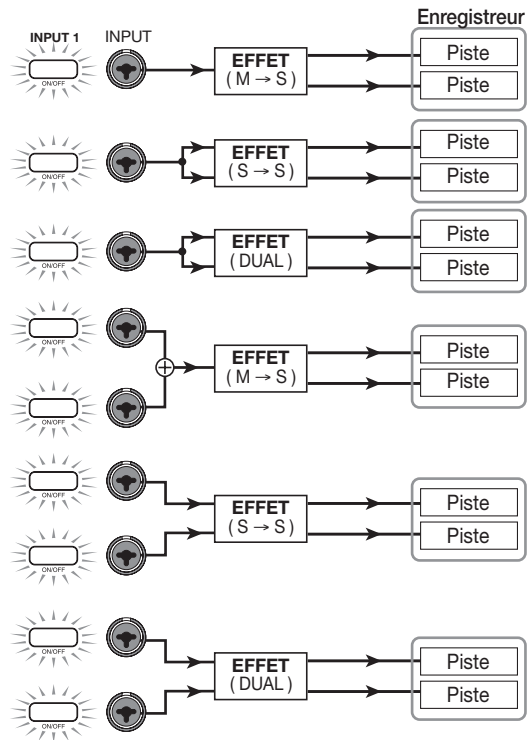 Enregistreur
INPUT 1 INPUT
ON/OFF
EFFET
( M → S )
Piste
Piste
ON/OFF
EFFET
( S → S )
Piste
Piste
ON/OFF
EFFET
( DUAL )
Piste
Piste
ON/OFF
ON/OFF
EFFET
( M → S )
Piste
Piste
ON/OFF
ON/OFF
EFFET
( S → S )
Piste
Piste
ON/OFF
ON/OFF
EFFET
( DUAL )
Piste
Piste